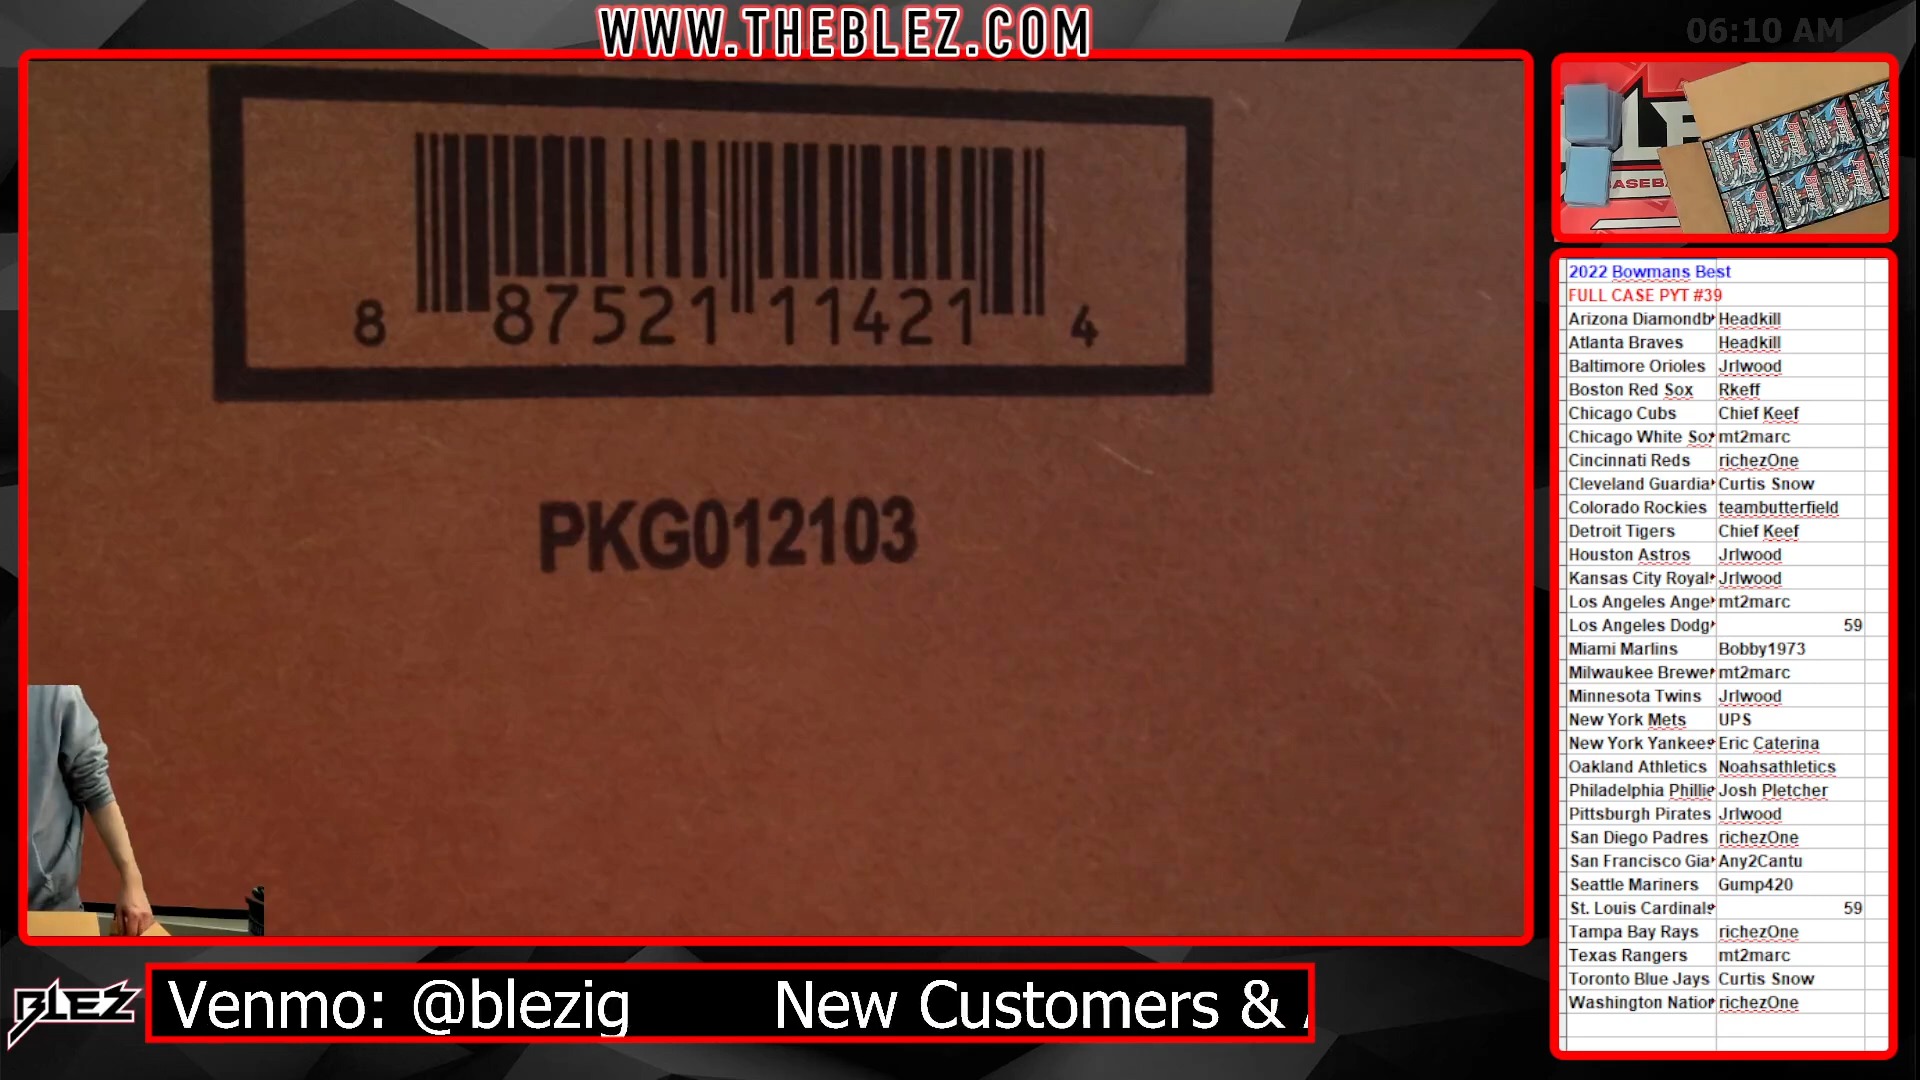 WWW.THEBLEZ.COM
06:10 AM
8 87521 11421 4
PKG012103
BASEB
2022 Bowmans Best
FULL CASE PYT #39
Arizona Diamondb Headkill
Atlanta Braves Headkill
Baltimore Orioles Jrlwood
Boston Red Sox Rkeff
Chicago Cubs Chief Keef
Chicago White Sox mt2marc
Cincinnati Reds richezOne
Cleveland Guardia Curtis Snow
Colorado Rockies teambutterfield
Detroit Tigers Chief Keef
Houston Astros Jrlwood
Kansas City Royal Jrlwood
Los Angeles Ange mt2marc
Los Angeles Dodg 59
Miami Marlins Bobby1973
Milwaukee Brewer mt2marc
Minnesota Twins Jrlwood
New York Mets UPS
New York Yankees Eric Caterina
Oakland Athletics Noahsathletics
Philadelphia Phillie Josh Pletcher
Pittsburgh Pirates Jrlwood
San Diego Padres richezOne
San Francisco Gia Any2Cantu
Seattle Mariners Gump420
St. Louis Cardinals 59
Tampa Bay Rays richezOne
Texas Rangers mt2marc
Toronto Blue Jays Curtis Snow
Washington Nation richezOne
BLEZ
Venmo: @blezig New Customers &